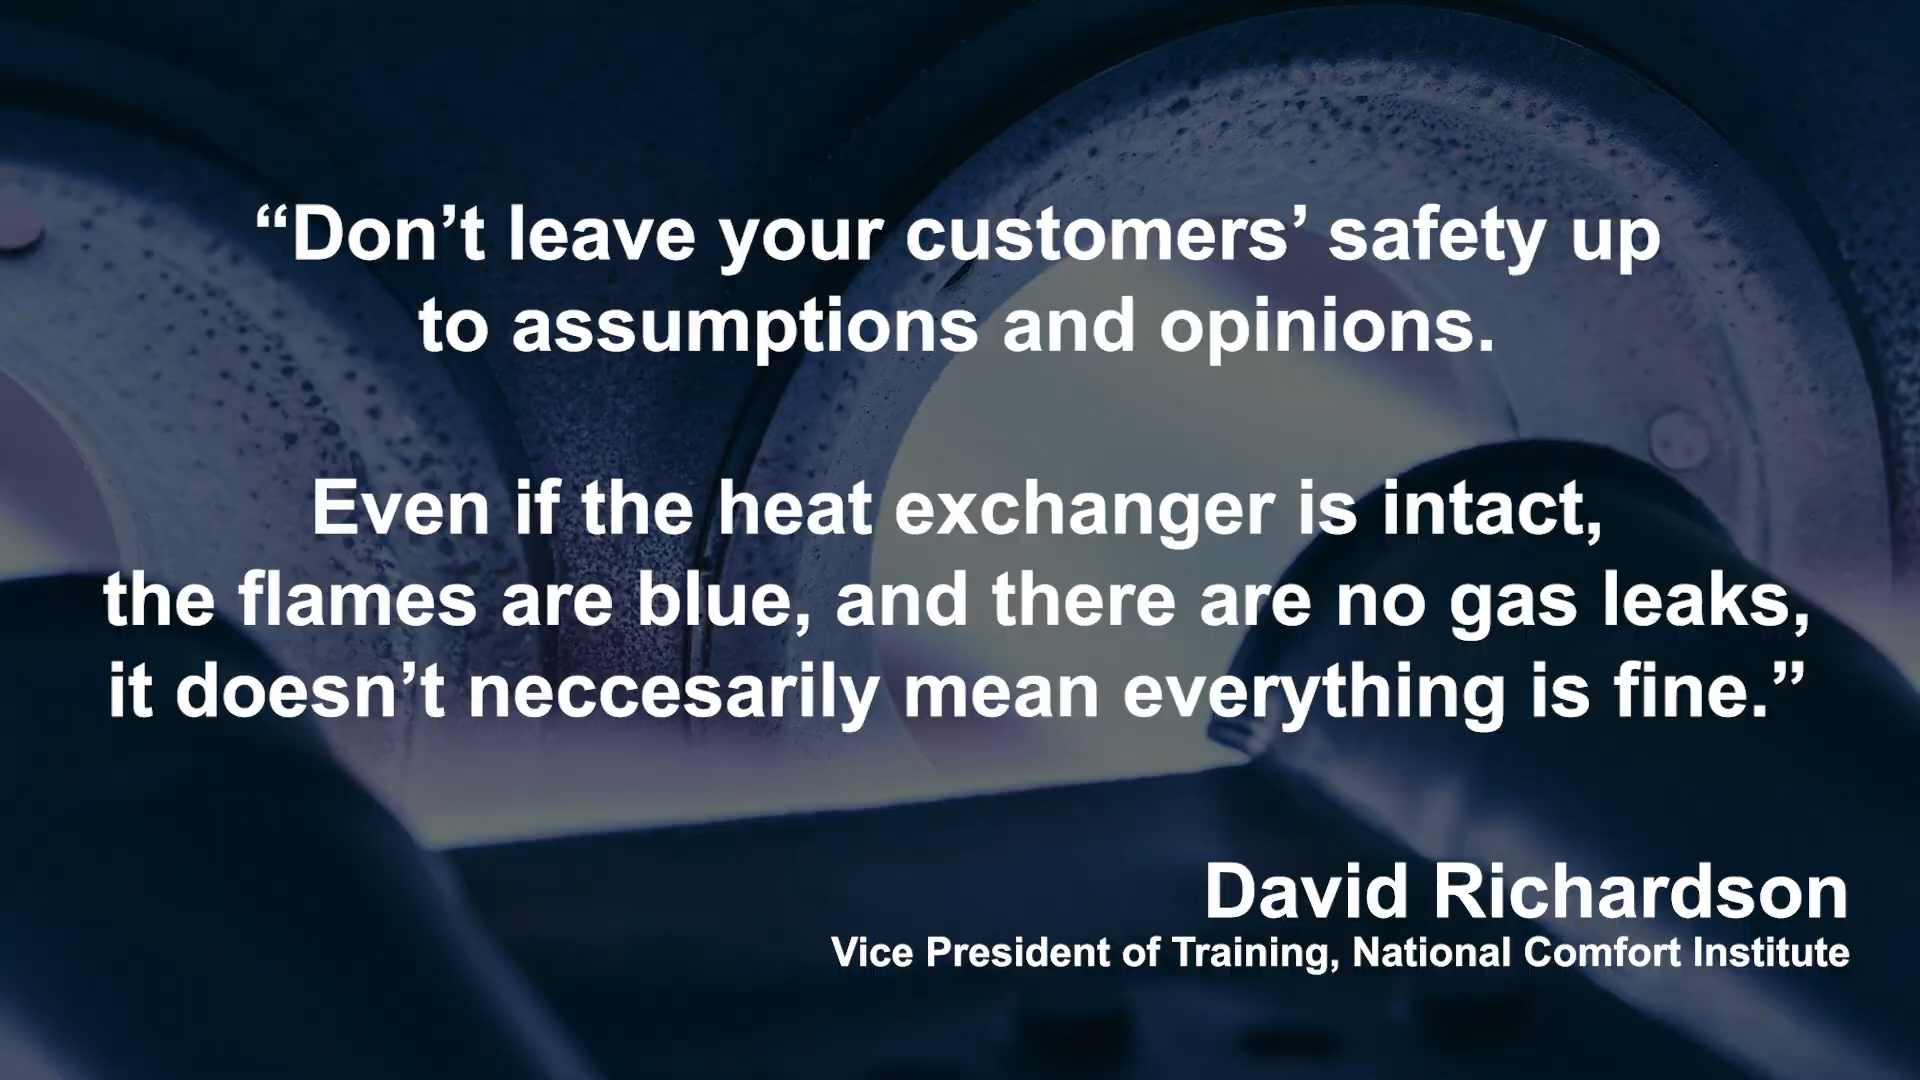 “Don’t leave your customers’ safety up
to assumptions and opinions.
Even if the heat exchanger is intact,
the flames are blue, and there are no gas leaks,
it doesn’t neccesarily mean everything is fine.”
David Richardson
Vice President of Training, National Comfort Institute